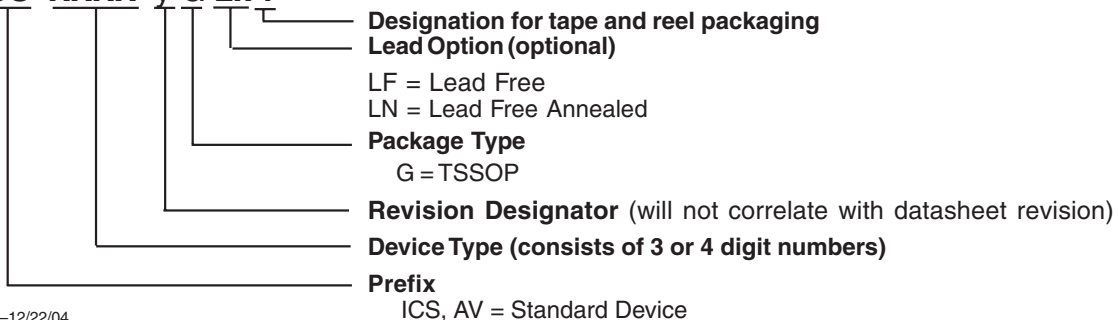 Designation for tape and reel packaging
Lead Option (optional)
LF = Lead Free
LN = Lead Free Annealed
Package Type
G = TSSOP
Revision Designator (will not correlate with datasheet revision)
Device Type (consists of 3 or 4 digit numbers)
Prefix
ICS, AV = Standard Device
–12/22/04